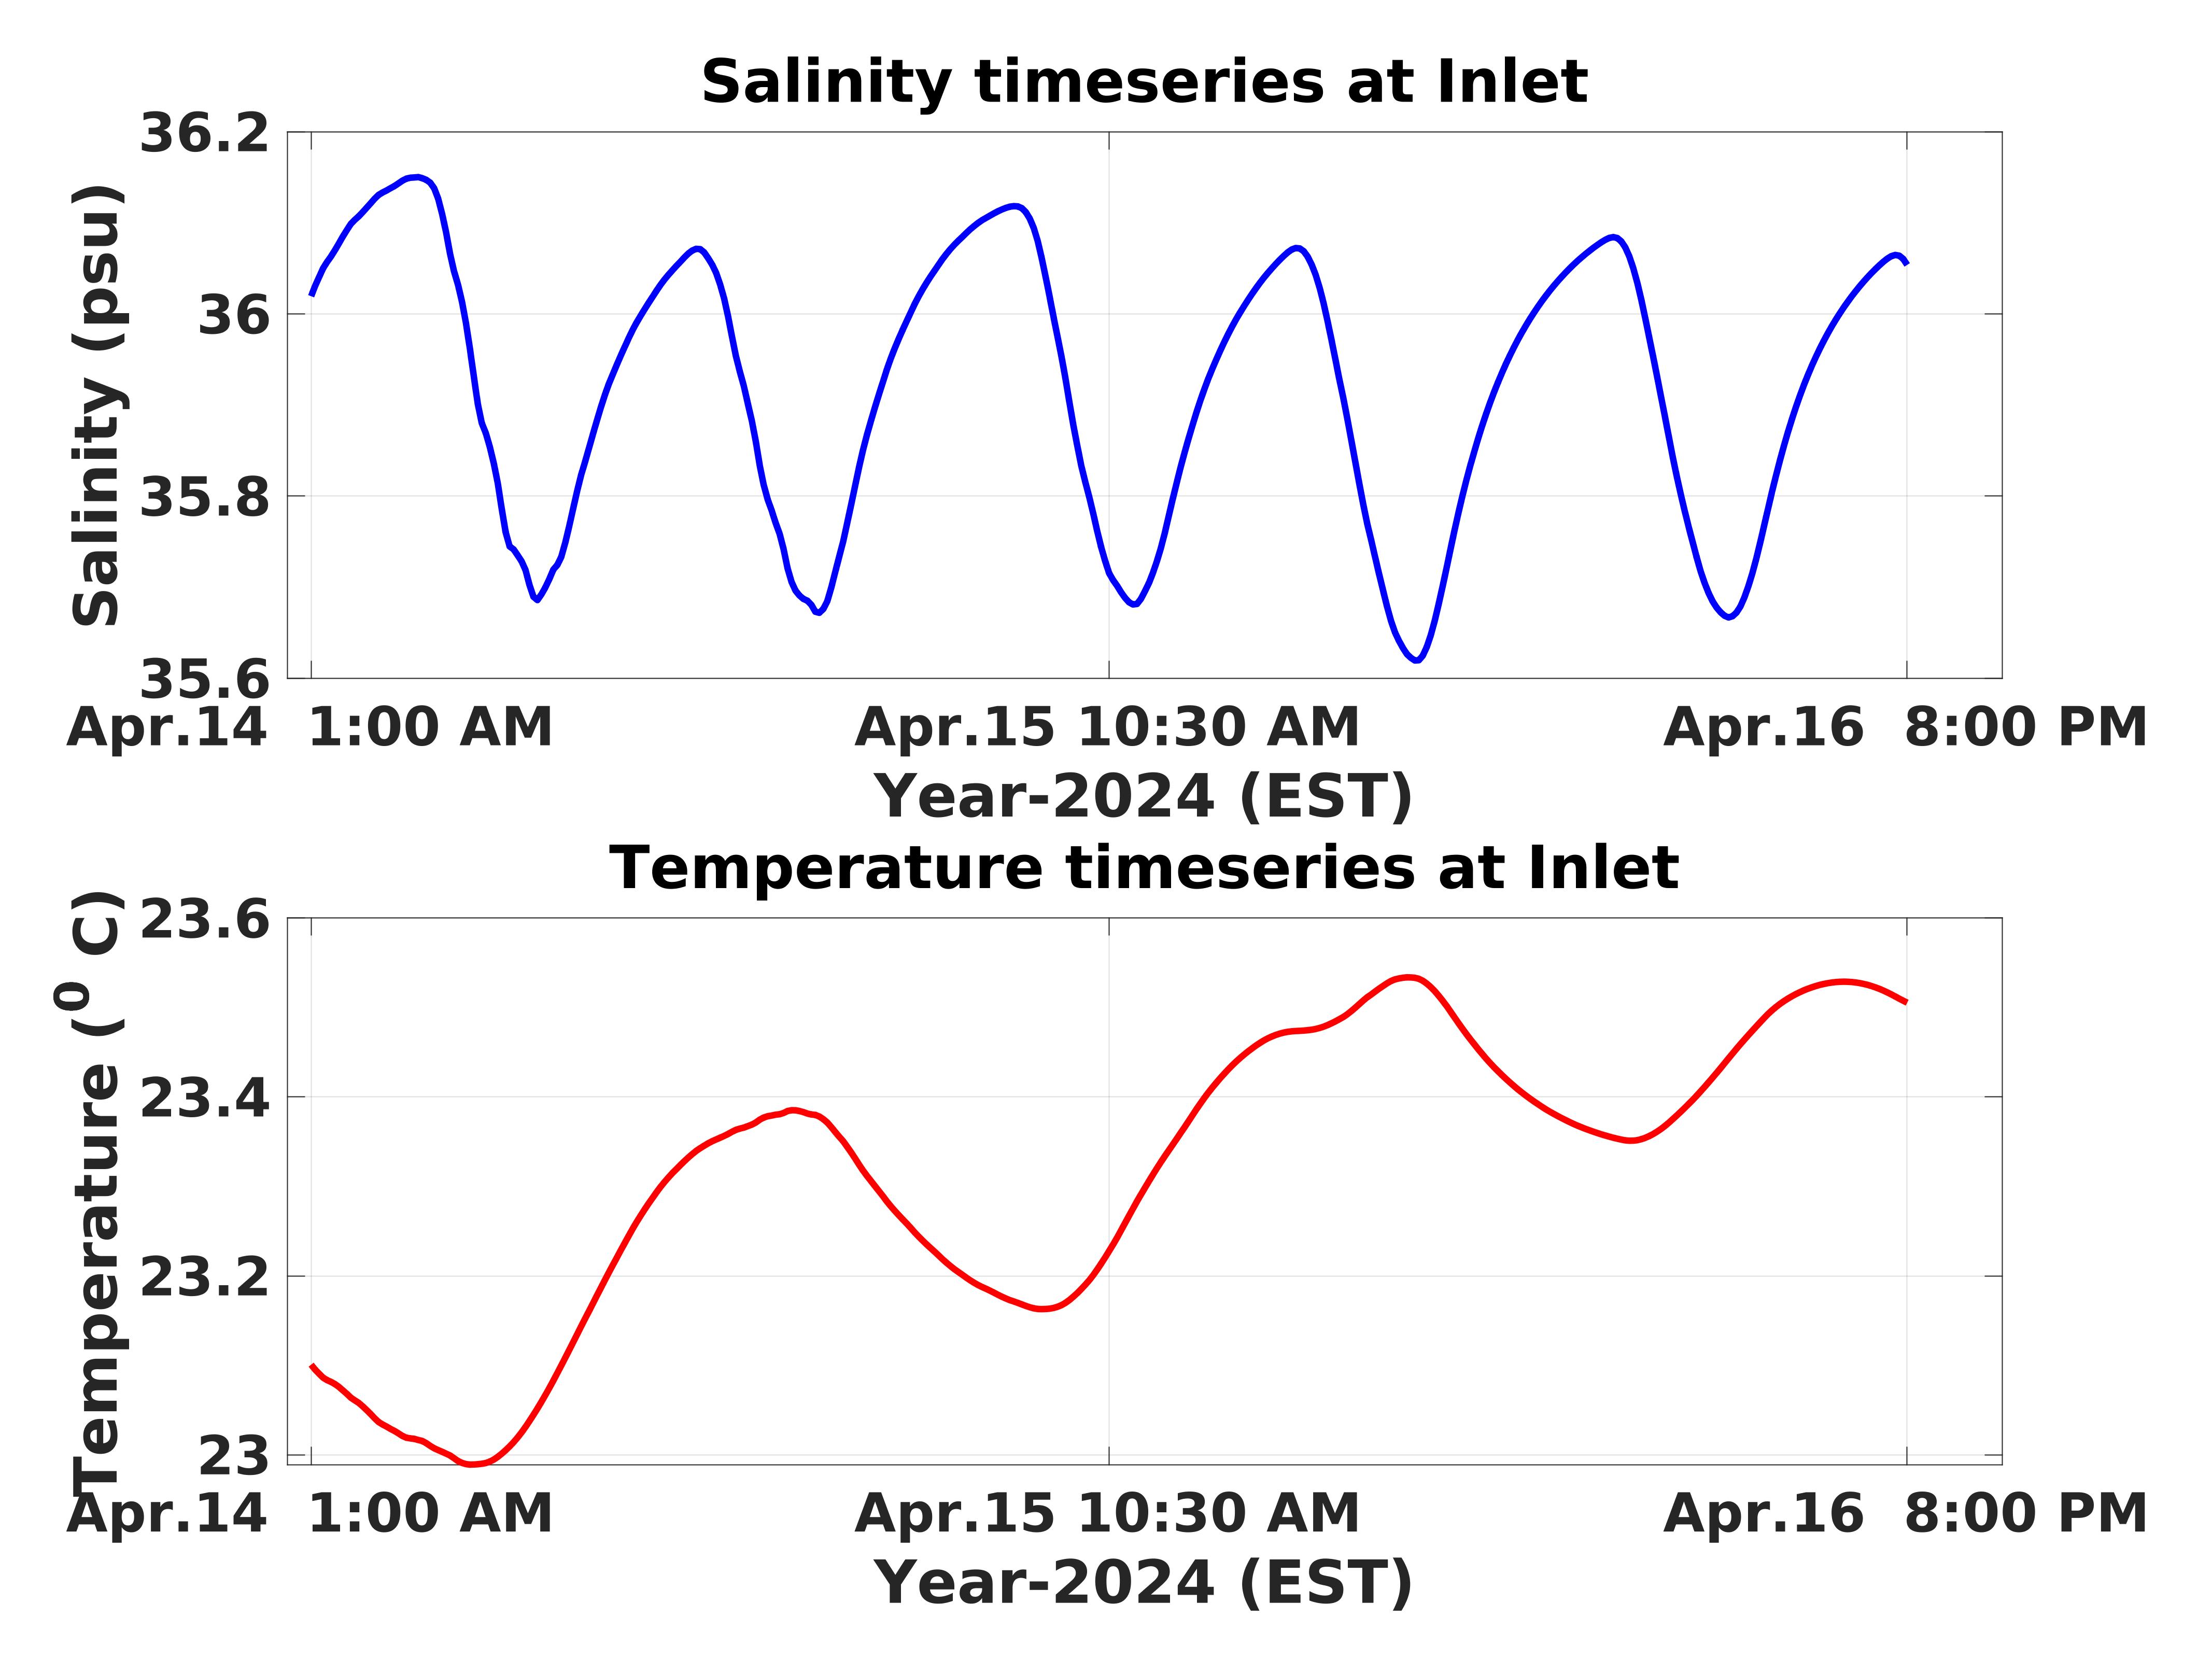 Salinity timeseries at Inlet
Salinity (psu)
36.2
36
35.8
35.6
Apr.14  1:00 AM
Apr.15 10:30 AM
Apr.16  8:00 PM
Year-2024 (EST)
Temperature timeseries at Inlet
Temperature (⁰ C)
23.6
23.4
23.2
23
Apr.14  1:00 AM
Apr.15 10:30 AM
Apr.16  8:00 PM
Year-2024 (EST)